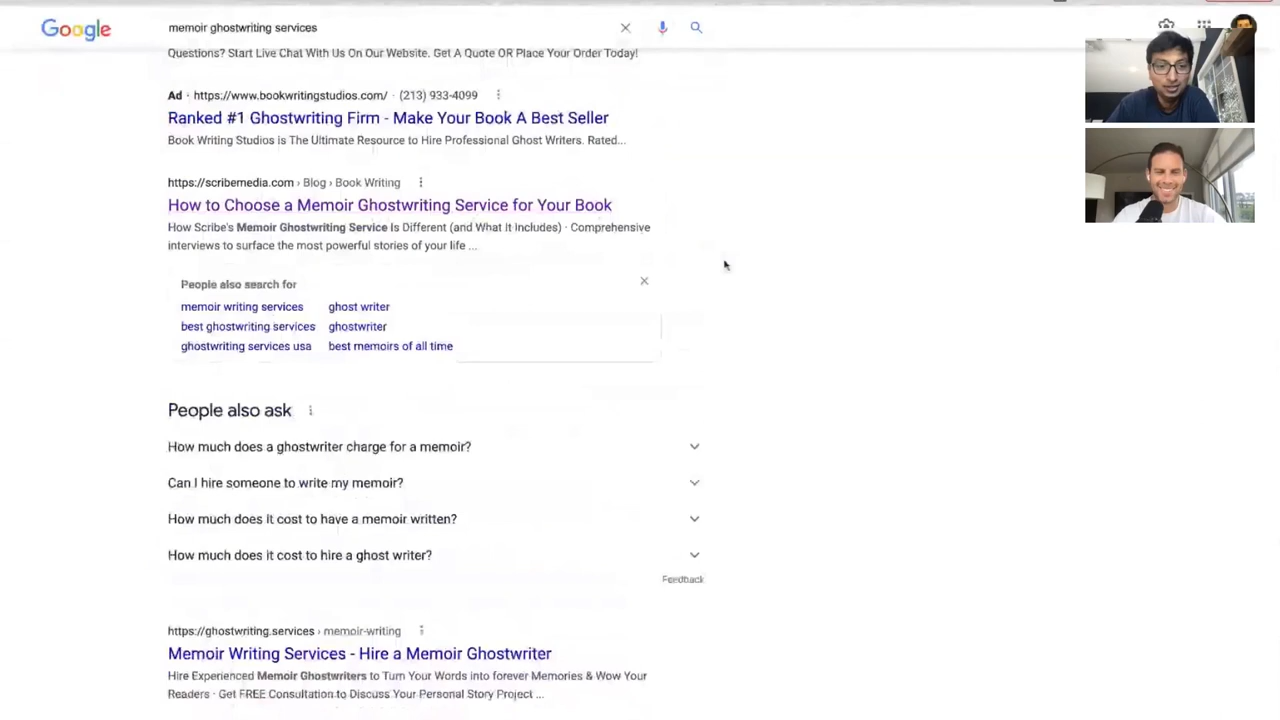 Google
memoir ghostwriting services
Questions? Start Live Chat With Us On Our Website. Get A Quote OR Place Your Order Today!
Ad · https://www.bookwritingstudios.com/ · (213) 933-4099
Ranked #1 Ghostwriting Firm - Make Your Book A Best Seller
Book Writing Studios is The Ultimate Resource to Hire Professional Ghost Writers. Rated...
https://scribemedia.com › Blog › Book Writing
How to Choose a Memoir Ghostwriting Service for Your Book
How Scribe's Memoir Ghostwriting Service Is Different (and What It Includes) · Comprehensive
interviews to surface the most powerful stories of your life ...
People also search for
memoir writing services ghost writer
best ghostwriting services ghostwriter
ghostwriting services usa best memoirs of all time
People also ask
How much does a ghostwriter charge for a memoir?
Can I hire someone to write my memoir?
How much does it cost to have a memoir written?
How much does it cost to hire a ghost writer?
Feedback
https://ghostwriting.services › memoir-writing
Memoir Writing Services - Hire a Memoir Ghostwriter
Hire Experienced Memoir Ghostwriters to Turn Your Words into forever Memories & Wow Your
Readers · Get FREE Consultation to Discuss Your Personal Story Project ...